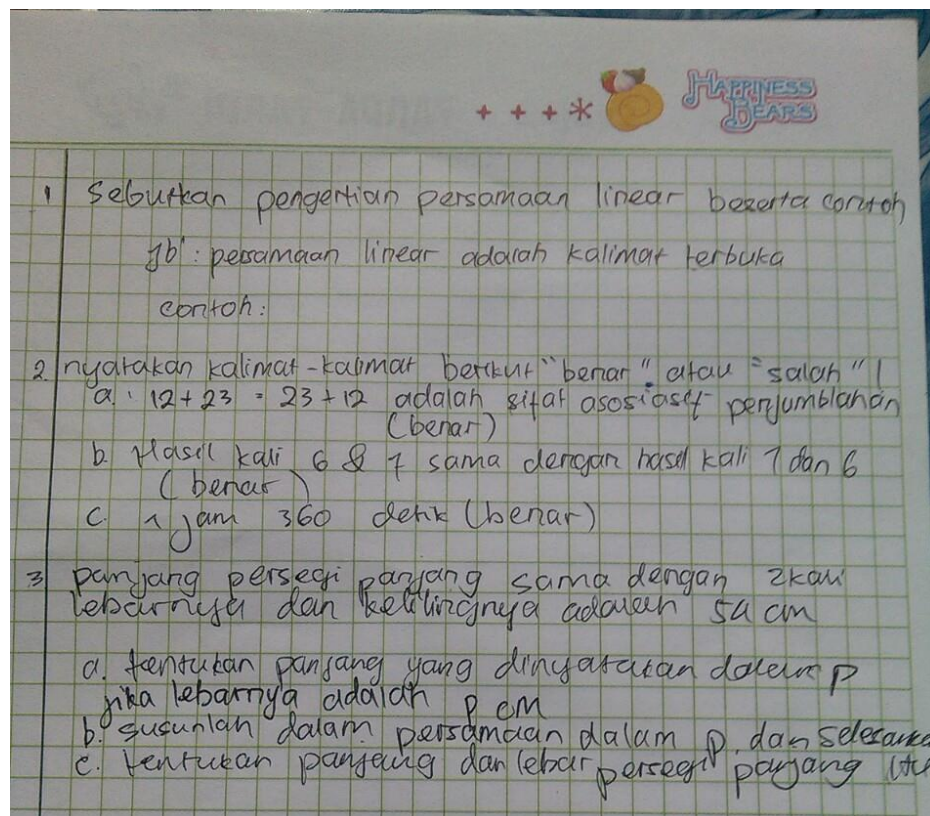 + + + * HAPPINESS BEARS
1 Sebutkan pengertian persamaan linear beserta contoh
jb : persamaan linear adalah kalimat terbuka
contoh :
2. nyatakan kalimat-kalimat berikut "benar" atau "salah" !
a. 12 + 23 = 23 + 12 adalah sifat asosiasif penjumblahan
(benar)
b. Hasil kali 6 & 7 sama dengan hasil kali 7 dan 6
(benar)
c. 1 jam 360 detik (benar)
3 panjang persegi panjang sama dengan 2 kali
lebarnya dan kelilingnya adalah 54 cm
a. tentukan panjang yang dinyatakan dalam p
jika lebarnya adalah p cm
b. susunlah dalam persamaan dalam p. dan
c. tentukan panjang dan lebar persegi panjang itu